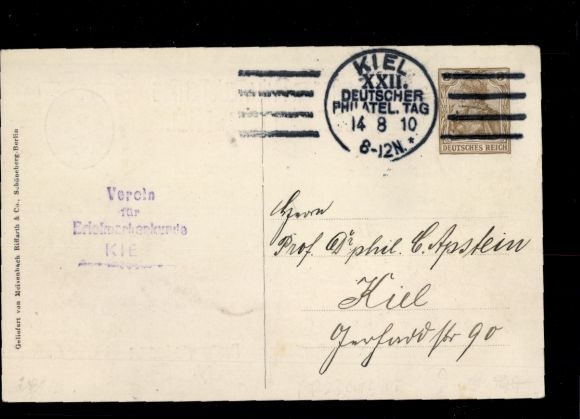 KIEL
XXII.
DEUTSCHER
PHILATEL. TAG
14 8 10
8-12N.*
DEUTSCHES REICH
Verein
für
Briefmarkenkunde
KIEL
Herrn
Prof. Dr phil. C. Apstein
Kiel
90
Geliefert von Meisenbach Riffarth & Co., Schöneberg-Berlin